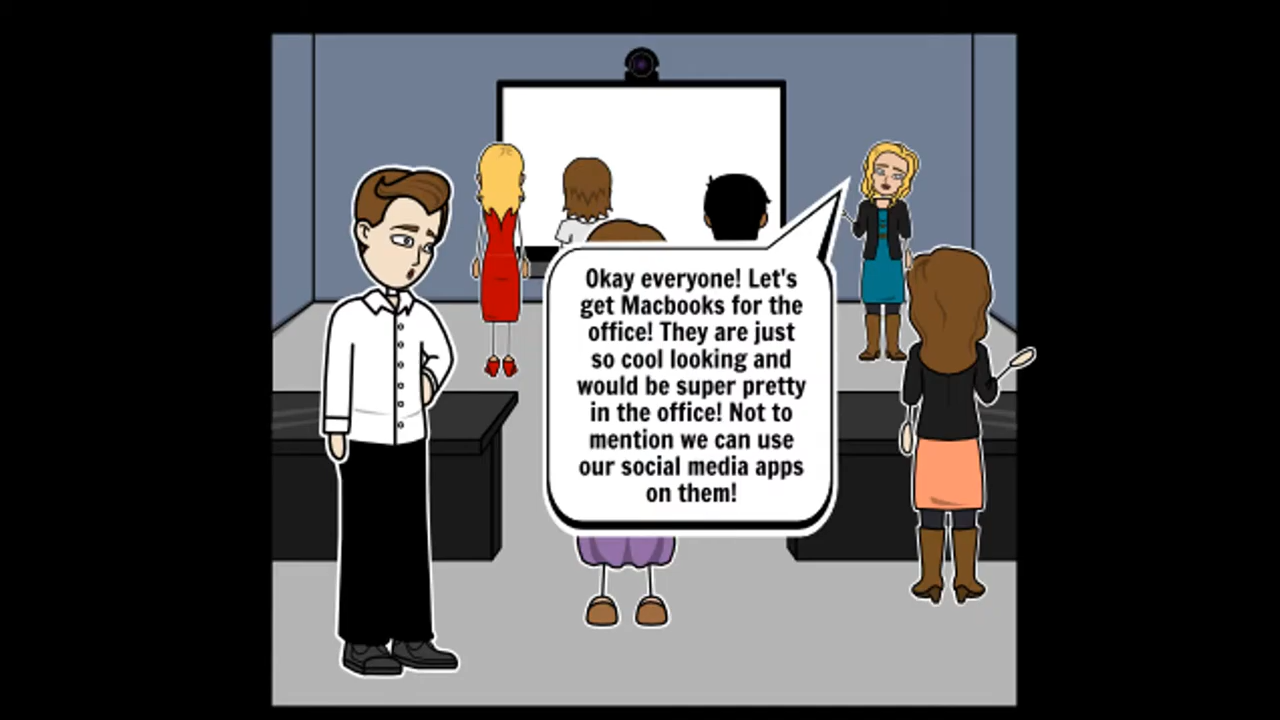 Okay everyone! Let's
get Macbooks for the
office! They are just
so cool looking and
would be super pretty
in the office! Not to
mention we can use
our social media apps
on them!